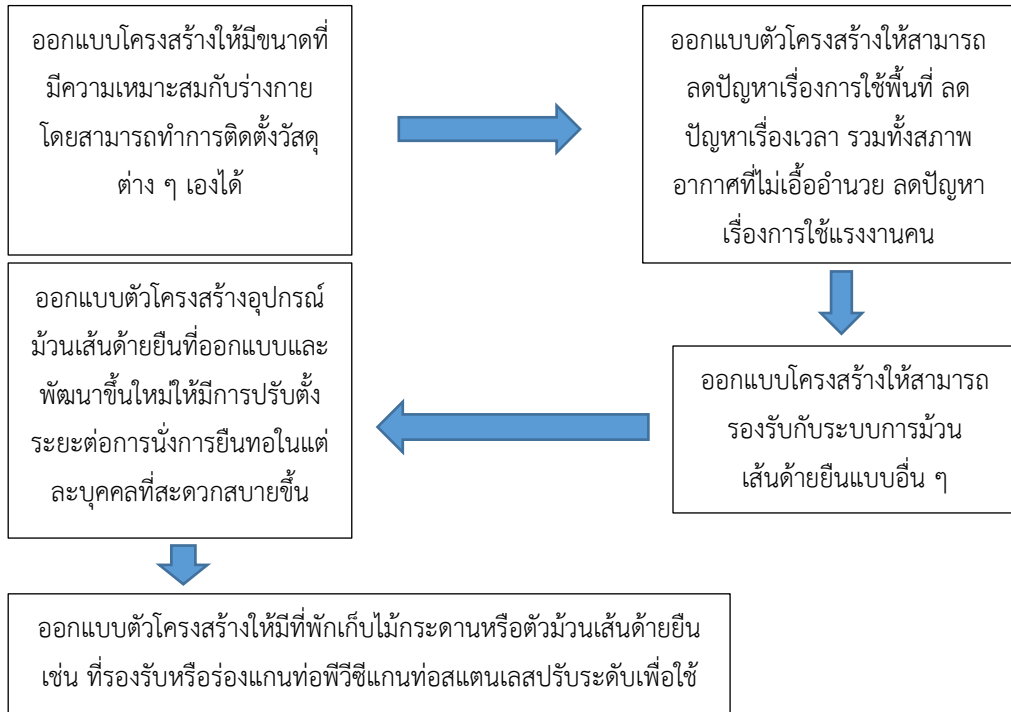 ออกแบบโครงสร้างให้มีขนาดที่
มีความเหมาะสมกับร่างกาย
โดยสามารถทำการติดตั้งวัสดุ
ต่าง ๆ เองได้
ออกแบบตัวโครงสร้างให้สามารถ
ลดปัญหาเรื่องการใช้พื้นที่ ลด
ปัญหาเรื่องเวลา รวมทั้งสภาพ
อากาศที่ไม่เอื้ออำนวย ลดปัญหา
เรื่องการใช้แรงงานคน
ออกแบบโครงสร้างให้สามารถ
รองรับกับระบบการม้วน
เส้นด้ายยืนแบบอื่น ๆ
ออกแบบตัวโครงสร้างอุปกรณ์
ม้วนเส้นด้ายยืนที่ออกแบบและ
พัฒนาขึ้นใหม่ให้มีการปรับตั้ง
ระยะต่อการนั่งการยืนทอในแต่
ละบุคคลที่สะดวกสบายขึ้น
ออกแบบตัวโครงสร้างให้มีที่พักเก็บไม้กระดานหรือตัวม้วนเส้นด้ายยืน
เช่น ที่รองรับหรือร่องแกนท่อพีวีซีแกนท่อสแตนเลสปรับระดับเพื่อใช้